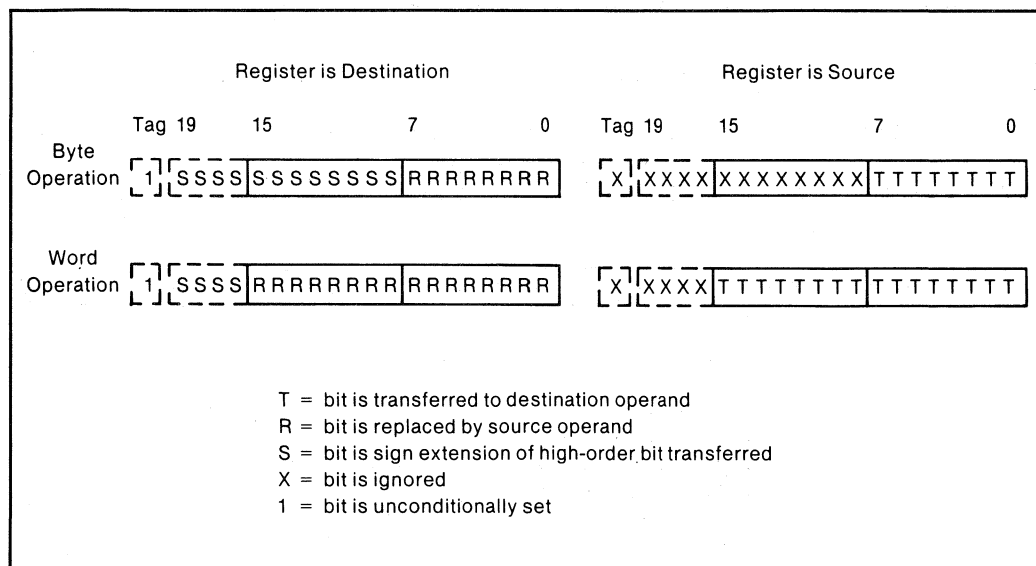 Register is Destination Register is Source
Tag 19 15 7 0 Tag 19 15 7 0
Byte
Operation 1 SSSS SSSSSSSS RRRRRRRR X XXXX XXXXXXXX TTTTTTTT
Word
Operation 1 SSSS RRRRRRRR RRRRRRRR X XXXX TTTTTTTT TTTTTTTT
T = bit is transferred to destination operand
R = bit is replaced by source operand
S = bit is sign extension of high-order bit transferred
X = bit is ignored
1 = bit is unconditionally set